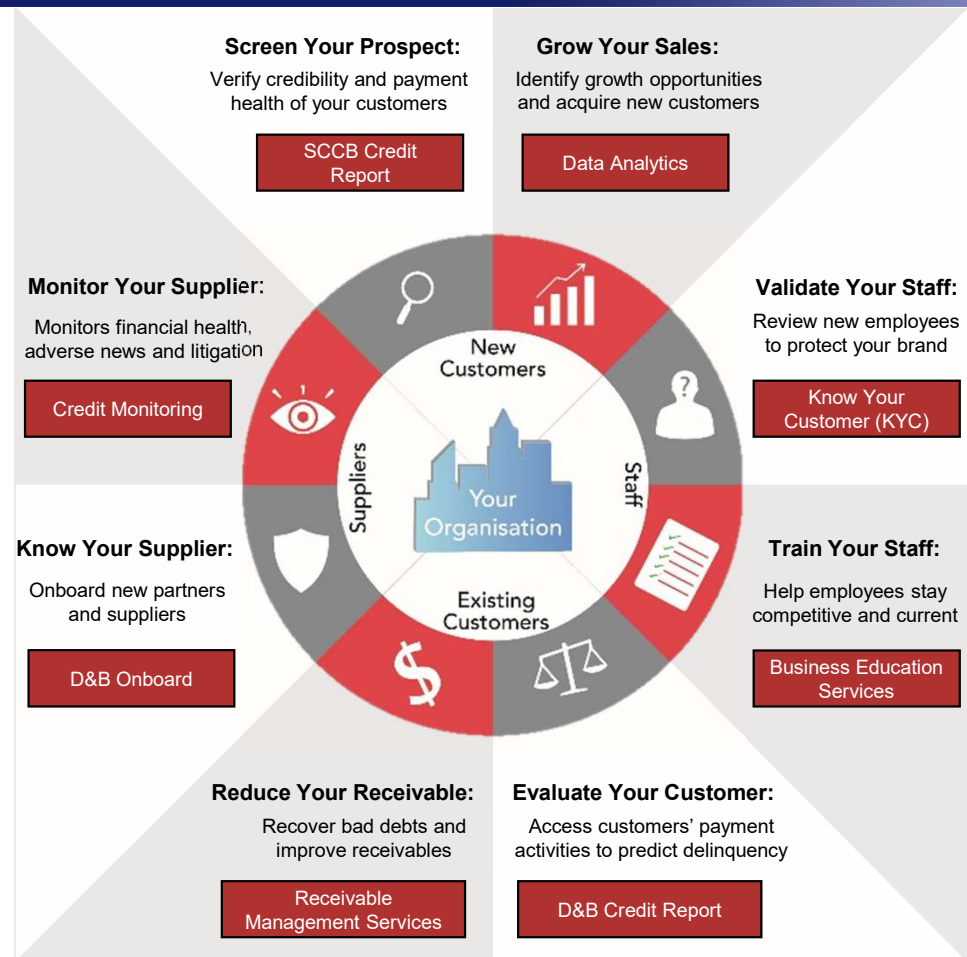 Screen Your Prospect:
Verify credibility and payment
health of your customers
SCCB Credit
Report
Grow Your Sales:
Identify growth opportunities
and acquire new customers
Data Analytics
Monitor Your Supplier:
Monitors financial health,
adverse news and litigation
Credit Monitoring
Validate Your Staff:
Review new employees
to protect your brand
Know Your
Customer (KYC)
New
Customers
Suppliers
Staff
Your
Organisation
Existing
Customers
?
$
Know Your Supplier:
Onboard new partners
and suppliers
D&B Onboard
Train Your Staff:
Help employees stay
competitive and current
Business Education
Services
Reduce Your Receivable:
Recover bad debts and
improve receivables
Receivable
Management Services
Evaluate Your Customer:
Access customers’ payment
activities to predict delinquency
D&B Credit Report